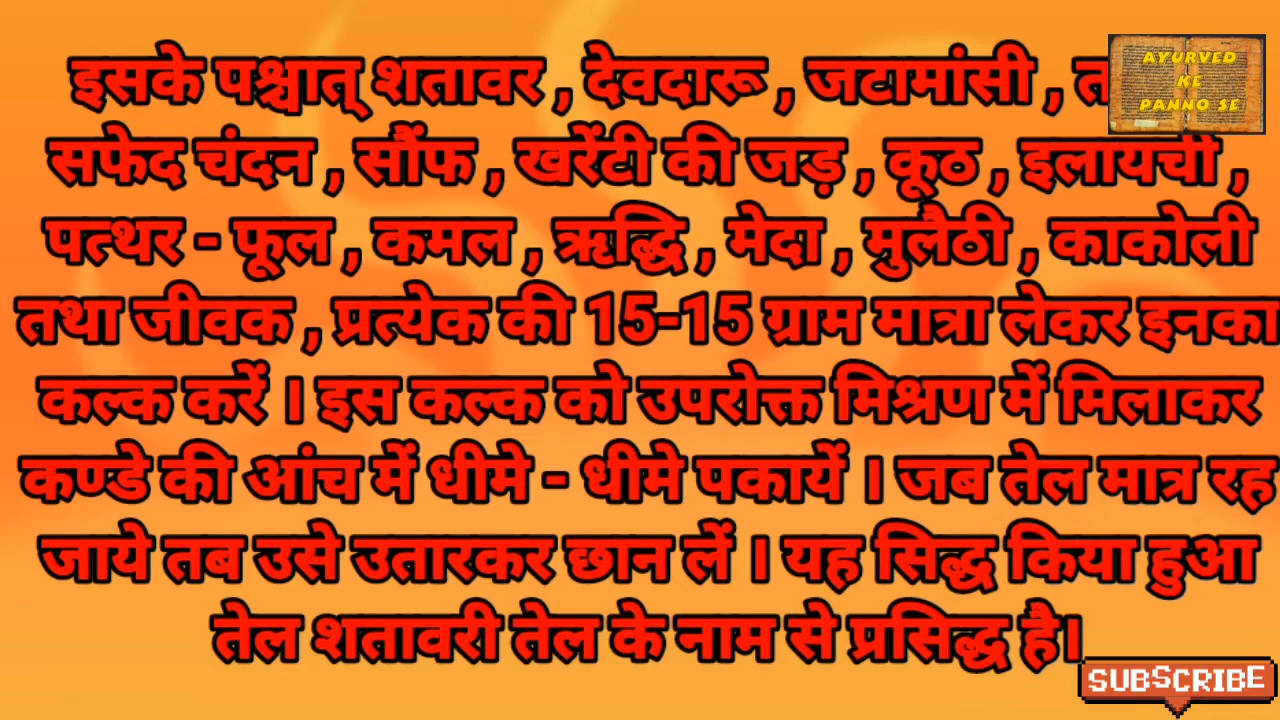 इसके पश्चात् शतावर , देवदारू , जटामांसी ,
AYURVED
KE
PANNO SE
सफेद चंदन , सौंफ , खरेंटी की जड़ , कूठ , इलायची ,
पत्थर - फूल , कमल , ऋद्धि , मेदा , मुलैठी , काकोली
तथा जीवक , प्रत्येक की 15-15 ग्राम मात्रा लेकर इनका
कल्क करें । इस कल्क को उपरोक्त मिश्रण में मिलाकर
कण्डे की आंच में धीमे - धीमे पकायें । जब तेल मात्र रह
जाये तब उसे उतारकर छान लें । यह सिद्ध किया हुआ
तेल शतावरी तेल के नाम से प्रसिद्ध है।
SUBSCRIBE